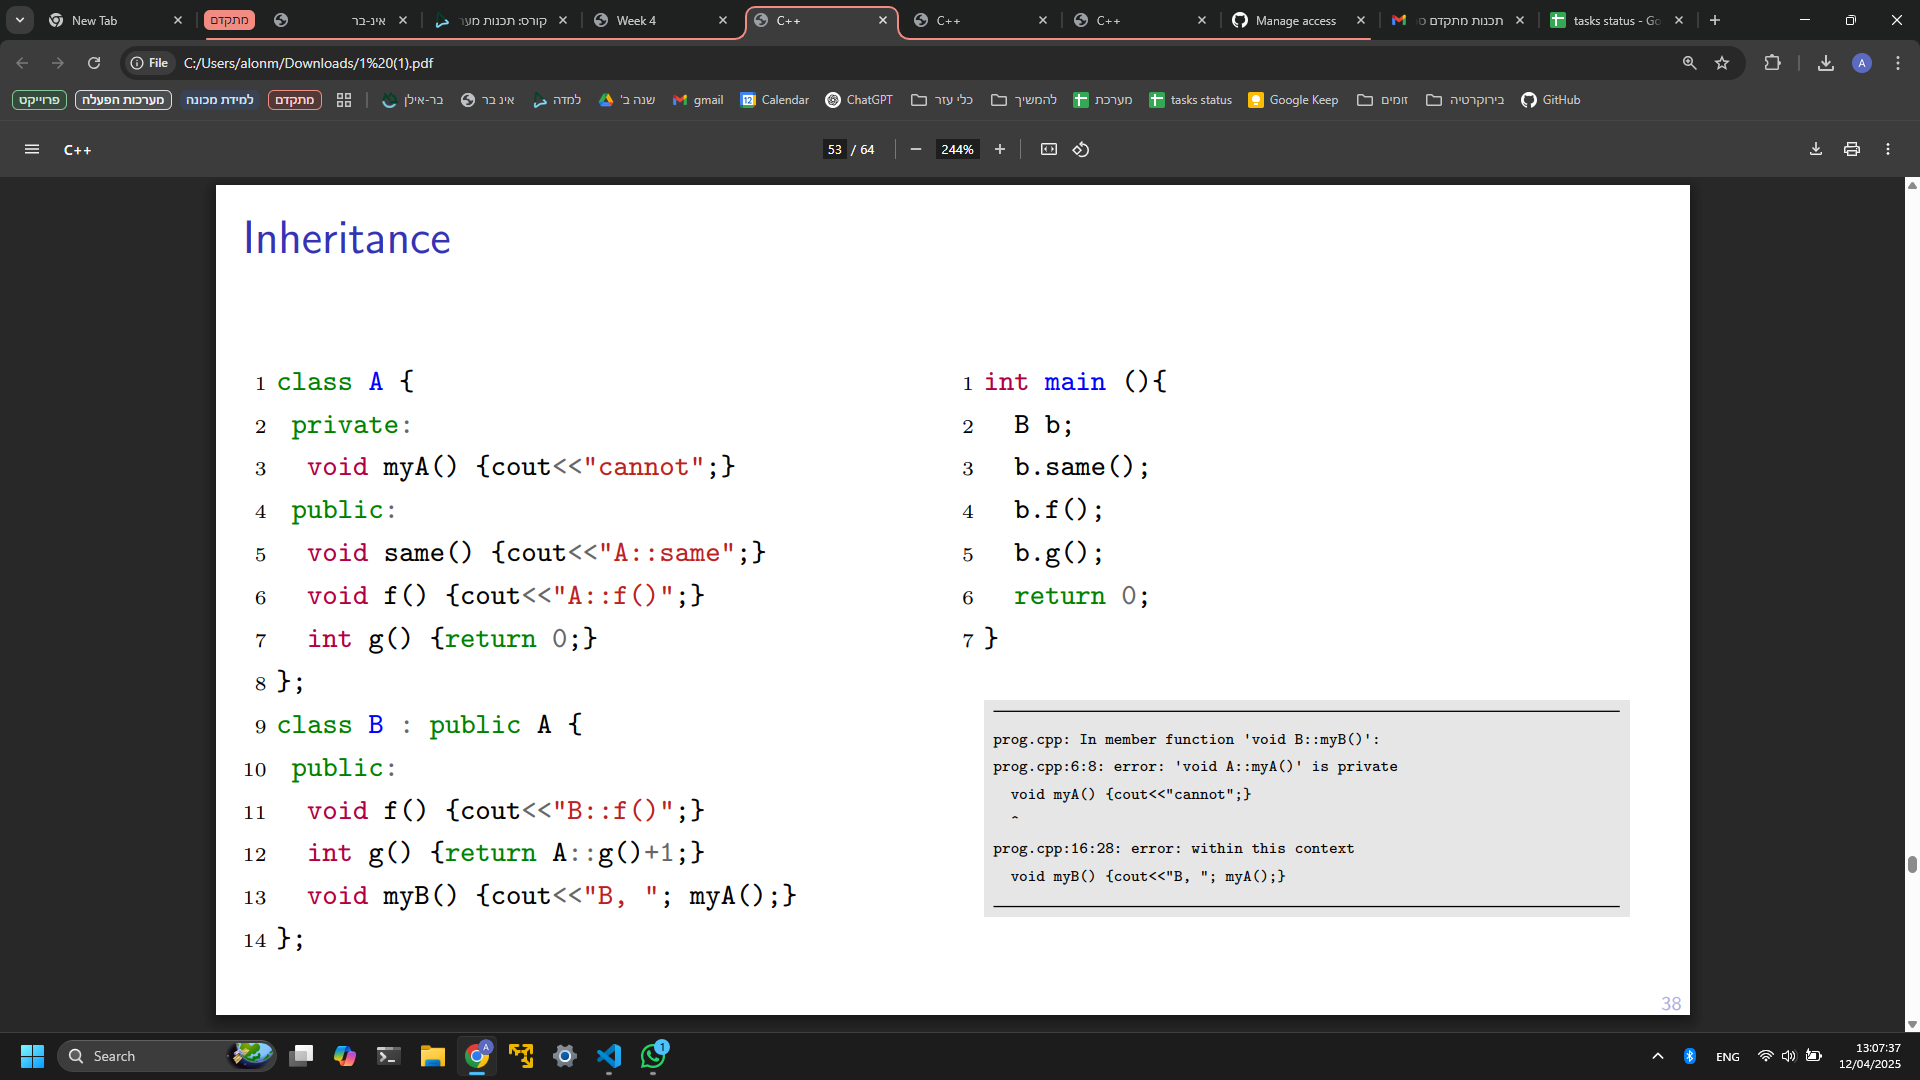 New Tab
מתקדם
אינ-בר
קורס: תכנות מער
Week 4
C++
C++
C++
Manage access
תכנות מתקדם סמ
tasks status - Go
File
C:/Users/alonm/Downloads/1%20(1).pdf
A
פרוייקט
מערכות הפעלה
למידת מכונה
מתקדם
בר-אילן
אינ בר
למדה
שנה ב'
gmail
Calendar
ChatGPT
כלי עזר
להמשיך
מערכת
tasks status
Google Keep
זומים
בירוקרטיה
GitHub
C++
53 / 64
244%
Inheritance
1 class A {
2 private:
3 void myA() {cout<<"cannot";}
4 public:
5 void same() {cout<<"A::same";}
6 void f() {cout<<"A::f()";}
7 int g() {return 0;}
8 };
9 class B : public A {
10 public:
11 void f() {cout<<"B::f()";}
12 int g() {return A::g()+1;}
13 void myB() {cout<<"B, "; myA();}
14 };
1 int main (){
2 B b;
3 b.same();
4 b.f();
5 b.g();
6 return 0;
7 }
prog.cpp: In member function 'void B::myB()':
prog.cpp:6:8: error: 'void A::myA()' is private
void myA() {cout<<"cannot";}
^
prog.cpp:16:28: error: within this context
void myB() {cout<<"B, "; myA();}
38
Search
A
1
ENG
13:07:37
12/04/2025